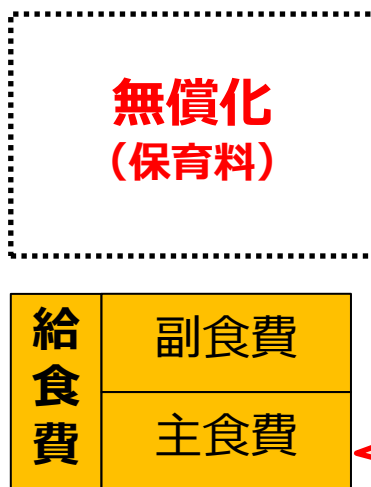 無償化
（保育料）
給食費
副食費
主食費